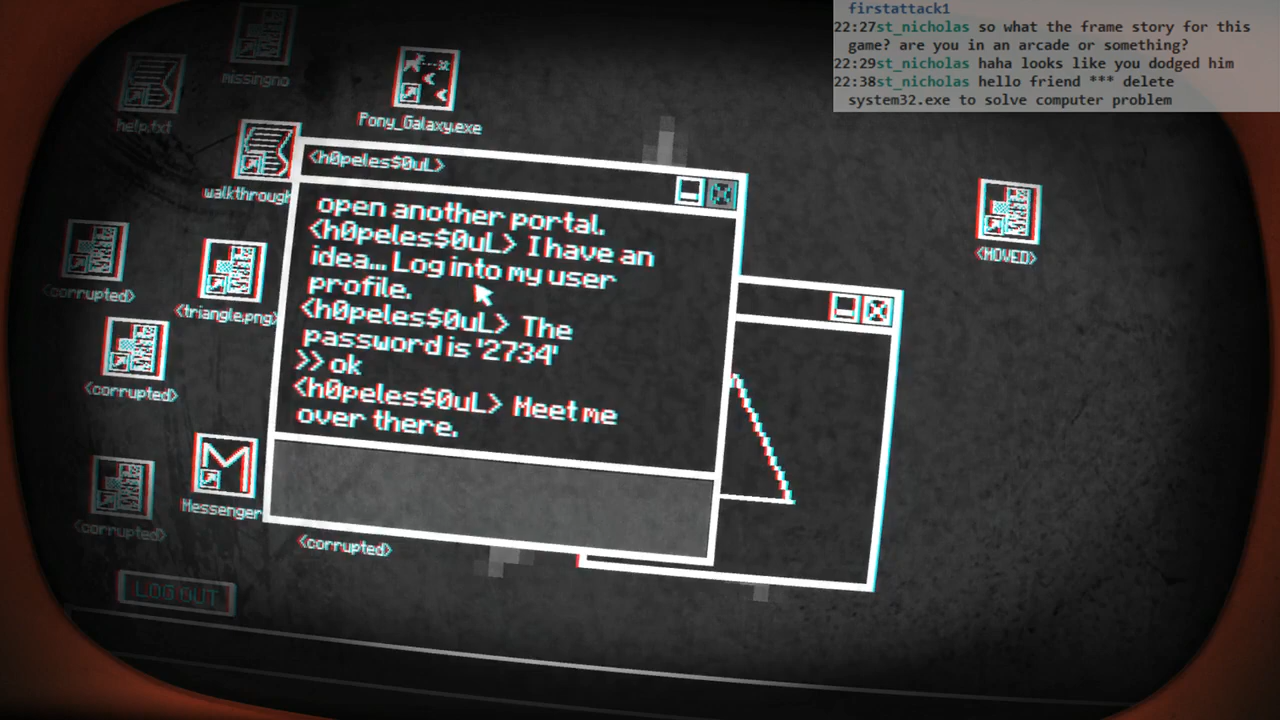 firstattack1
22:27st_nicholas so what the frame story for this
game? are you in an arcade or something?
22:29st_nicholas haha looks like you dodged him
22:38st_nicholas hello friend *** delete
system32.exe to solve computer problem
missingno
help.txt
Pony_Galaxy.exe
walkthrough
<h0peles$0uL>
open another portal.
<h0peles$0uL> I have an
idea... Log into my user
profile.
<h0peles$0uL> The
password is '2734'
>> ok
<h0peles$0uL> Meet me
over there.
<MOVED>
<corrupted>
<triangle.png>
<corrupted>
Messenger
<corrupted>
<corrupted>
LOG OUT